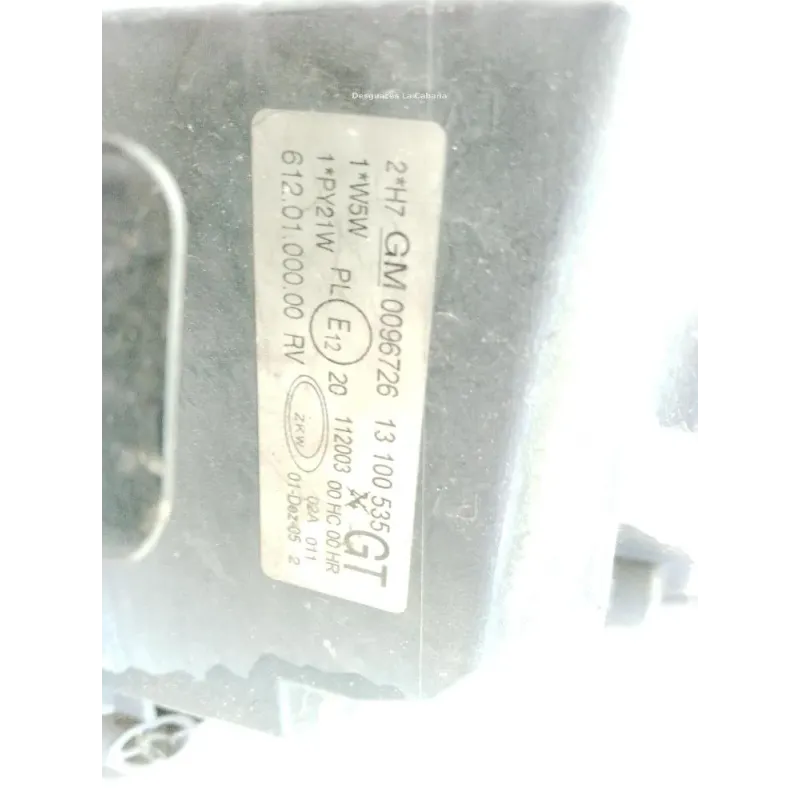 Desguaces LaCabaña
2*H7 GM 0096726 13 100 535 GT
1*W5W
1*PY21W PL E12 20 112003 00 HC 00 HR
02A 011
612.01.000.00 RV ZKW 01-Dez-05 2